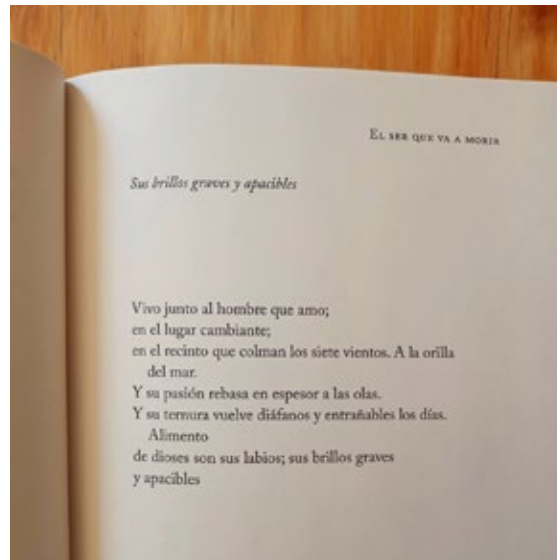 EL SER QUE VA A MORIR
Sus brillos graves y apacibles
Vivo junto al hombre que amo;
en el lugar cambiante;
en el recinto que colman los siete vientos. A la orilla
del mar.
Y su pasión rebasa en espesor a las olas.
Y su ternura vuelve diáfanos y entrañables los días.
Alimento
de dioses son sus labios; sus brillos graves
y apacibles